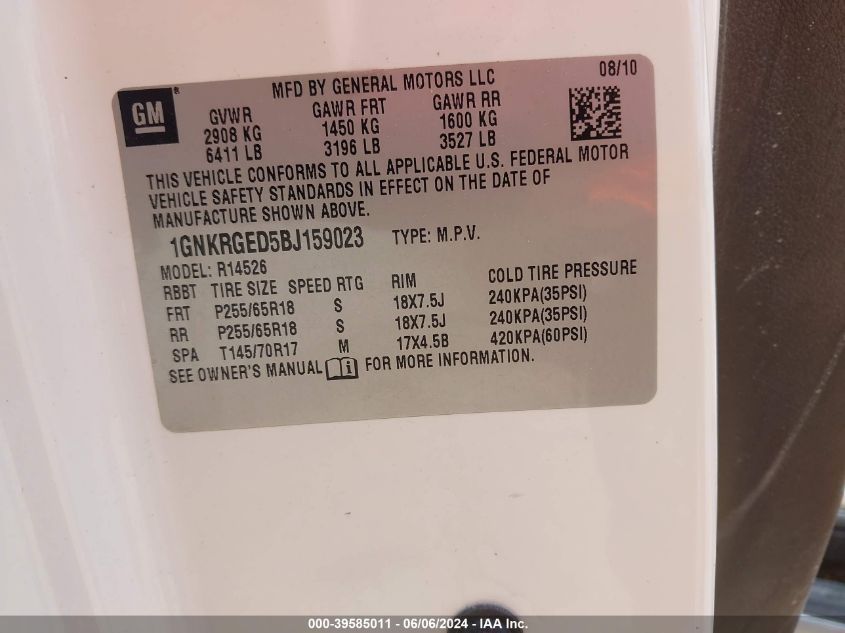 MFD BY GENERAL MOTORS LLC 08/10
GM ®
GVWR GAWR FRT GAWR RR
2908 KG 1450 KG 1600 KG
6411 LB 3196 LB 3527 LB
THIS VEHICLE CONFORMS TO ALL APPLICABLE U.S. FEDERAL MOTOR
VEHICLE SAFETY STANDARDS IN EFFECT ON THE DATE OF
MANUFACTURE SHOWN ABOVE.
1GNKRGED5BJ159023 TYPE: M.P.V.
MODEL: R14526
RBBT TIRE SIZE SPEED RTG RIM COLD TIRE PRESSURE
FRT P255/65R18 S 18X7.5J 240KPA(35PSI)
RR P255/65R18 S 18X7.5J 240KPA(35PSI)
SPA T145/70R17 M 17X4.5B 420KPA(60PSI)
SEE OWNER'S MANUAL FOR MORE INFORMATION.
000-39585011 - 06/06/2024 - IAA Inc.